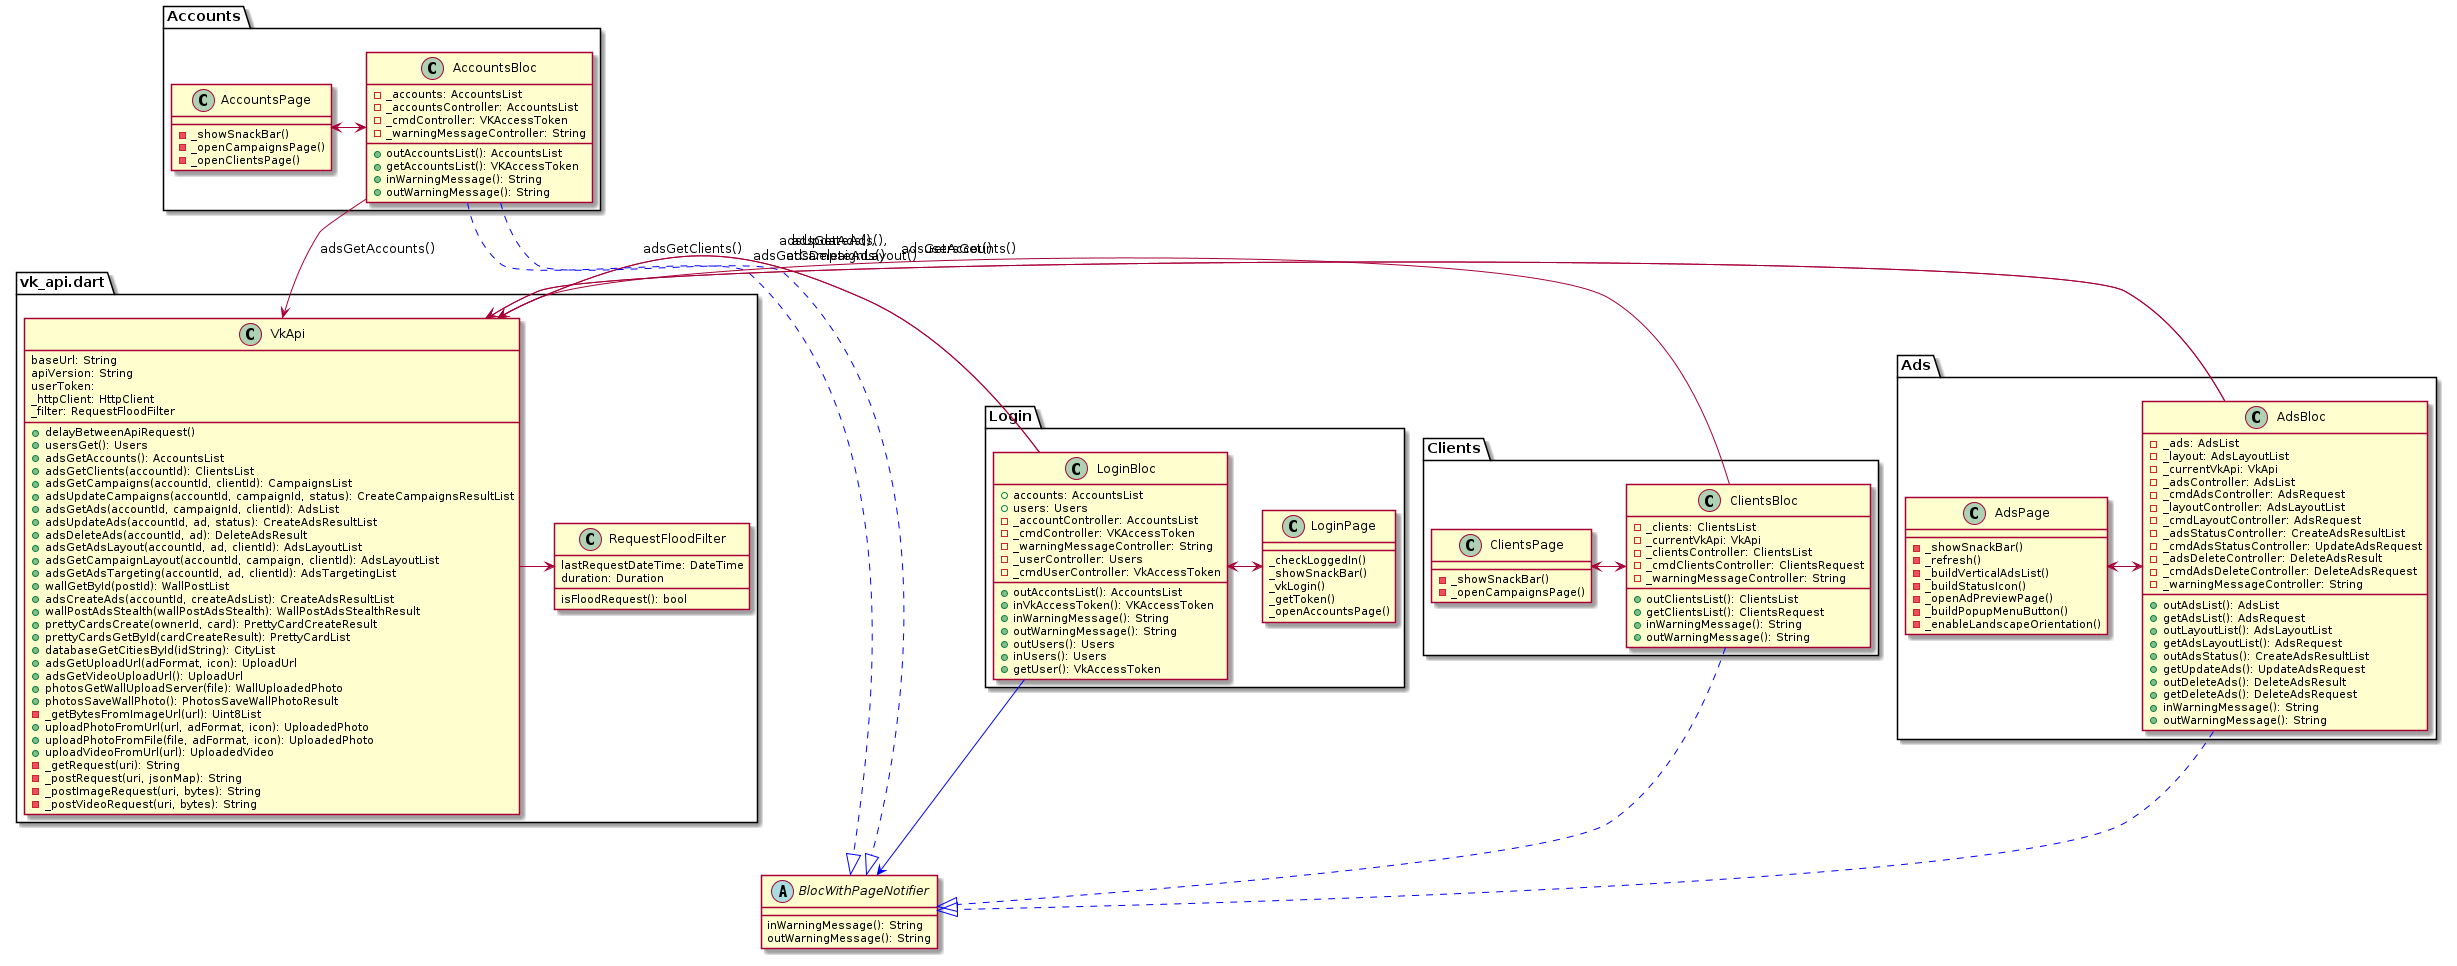 Accounts
AccountsBloc
_accounts: AccountsList
_accountsController: AccountsList
_cmdController: VKAccessToken
_warningMessageController: String
outAccountsList(): AccountsList
getAccountsList(): VKAccessToken
inWarningMessage(): String
outWarningMessage(): String
AccountsPage
_showSnackBar()
_openCampaignsPage()
_openClientsPage()
adsGetAccounts()
adsGetClients()
vk_api.dart
VkApi
baseUrl: String
apiVersion: String
userToken:
_httpClient: HttpClient
_filter: RequestFloodFilter
delayBetweenApiRequest()
usersGet(): Users
adsGetAccounts(): AccountsList
adsGetClients(accountId): ClientsList
adsGetCampaigns(accountId, clientId): CampaignsList
adsUpdateCampaigns(accountId, campaignId, status): CreateCampaignsResultList
adsGetAds(accountId, campaignId, clientId): AdsList
adsUpdateAds(accountId, ad, status): CreateAdsResultList
adsDeleteAds(accountId, ad): DeleteAdsResult
adsGetAdsLayout(accountId, ad, clientId): AdsLayoutList
adsGetCampaignLayout(accountId, campaign, clientId): AdsLayoutList
adsGetAdsTargeting(accountId, ad, clientId): AdsTargetingList
wallGetById(postId): WallPostList
adsCreateAds(accountId, createAdsList): CreateAdsResultList
wallPostAdsStealth(wallPostAdsStealth): WallPostAdsStealthResult
prettyCardsCreate(ownerId, card): PrettyCardCreateResult
prettyCardsGetById(cardCreateResult): PrettyCardList
databaseGetCitiesById(idString): CityList
adsGetUploadUrl(adFormat, icon): UploadUrl
adsGetVideoUploadUrl(): UploadUrl
photosGetWallUploadServer(file): WallUploadedPhoto
photosSaveWallPhoto(): PhotosSaveWallPhotoResult
_getBytesFromImageUrl(url): Uint8List
uploadPhotoFromUrl(url, adFormat, icon): UploadedPhoto
uploadPhotoFromFile(file, adFormat, icon): UploadedPhoto
uploadVideoFromUrl(url): UploadedVideo
_getRequest(uri): String
_postRequest(uri, jsonMap): String
_postImageRequest(uri, bytes): String
_postVideoRequest(uri, bytes): String
RequestFloodFilter
lastRequestDateTime: DateTime
duration: Duration
isFloodRequest(): bool
Login
LoginBloc
accounts: AccountsList
users: Users
_accountController: AccountsList
_cmdController: VKAccessToken
_warningMessageController: String
_userController: Users
_cmdUserController: VkAccessToken
outAccontsList(): AccountsList
inVkAccessToken(): VKAccessToken
inWarningMessage(): String
outWarningMessage(): String
outUsers(): Users
inUsers(): Users
getUser(): VkAccessToken
LoginPage
_checkLoggedIn()
_showSnackBar()
_vkLogin()
_getToken()
_openAccountsPage()
Clients
ClientsPage
_showSnackBar()
_openCampaignsPage()
ClientsBloc
_clients: ClientsList
_currentVkApi: VkApi
_clientsController: ClientsList
_cmdClientsController: ClientsRequest
_warningMessageController: String
outClientsList(): ClientsList
getClientsList(): ClientsRequest
inWarningMessage(): String
outWarningMessage(): String
Ads
AdsPage
_showSnackBar()
_refresh()
_buildVerticalAdsList()
_buildStatusIcon()
_openAdPreviewPage()
_buildPopupMenuButton()
_enableLandscapeOrientation()
AdsBloc
_ads: AdsList
_layout: AdsLayoutList
_currentVkApi: VkApi
_adsController: AdsList
_cmdAdsController: AdsRequest
_layoutController: AdsLayoutList
_cmdLayoutController: AdsRequest
_adsStatusController: CreateAdsResultList
_cmdAdsStatusController: UpdateAdsRequest
_adsDeleteController: DeleteAdsResult
_cmdAdsDeleteController: DeleteAdsRequest
_warningMessageController: String
outAdsList(): AdsList
getAdsList(): AdsRequest
outLayoutList(): AdsLayoutList
getAdsLayoutList(): AdsRequest
outAdsStatus(): CreateAdsResultList
getUpdateAds(): UpdateAdsRequest
outDeleteAds(): DeleteAdsResult
getDeleteAds(): DeleteAdsRequest
inWarningMessage(): String
outWarningMessage(): String
BlocWithPageNotifier
inWarningMessage(): String
outWarningMessage(): String